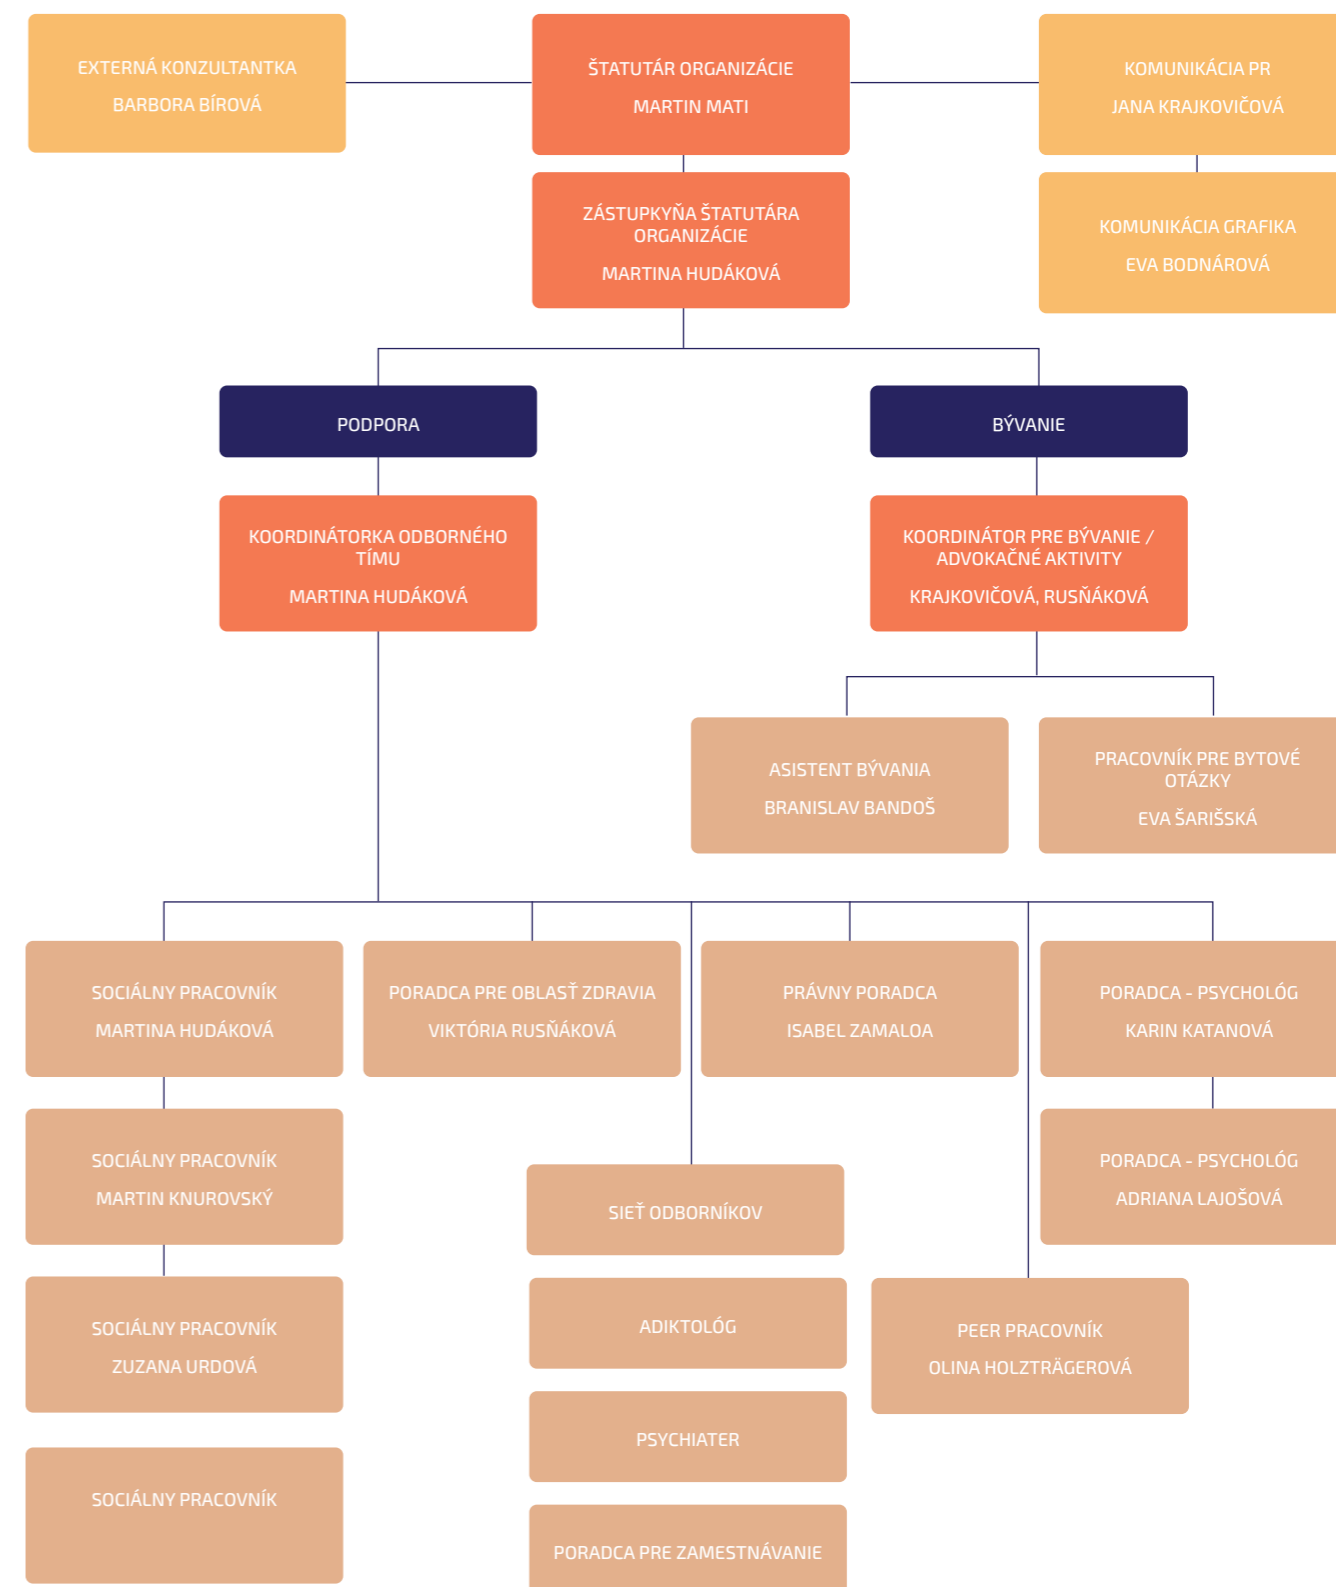 EXTERNÁ KONZULTANTKA
BARBORA BÍROVÁ
ŠTATUTÁR ORGANIZÁCIE
MARTIN MATI
KOMUNIKÁCIA PR
JANA KRAJKOVIČOVÁ
ZÁSTUPKYŇA ŠTATUTÁRA
ORGANIZÁCIE
MARTINA HUDÁKOVÁ
KOMUNIKÁCIA GRAFIKA
EVA BODNÁROVÁ
PODPORA
BÝVANIE
KOORDINÁTORKA ODBORNÉHO
TÍMU
MARTINA HUDÁKOVÁ
KOORDINÁTOR PRE BÝVANIE /
ADVOKAČNÉ AKTIVITY
KRAJKOVIČOVÁ, RUSŇÁKOVÁ
ASISTENT BÝVANIA
BRANISLAV BANDOŠ
PRACOVNÍK PRE BYTOVÉ
OTÁZKY
EVA ŠARIŠSKÁ
SOCIÁLNY PRACOVNÍK
MARTINA HUDÁKOVÁ
PORADCA PRE OBLASŤ ZDRAVIA
VIKTÓRIA RUSŇÁKOVÁ
PRÁVNY PORADCA
ISABEL ZAMALOA
PORADCA - PSYCHOLÓG
KARIN KATANOVÁ
SOCIÁLNY PRACOVNÍK
MARTIN KNUROVSKÝ
PORADCA - PSYCHOLÓG
ADRIANA LAJOŠOVÁ
SIEŤ ODBORNÍKOV
SOCIÁLNY PRACOVNÍK
ZUZANA URDOVÁ
ADIKTOLÓG
PEER PRACOVNÍK
OLINA HOLZTRÄGEROVÁ
PSYCHIATER
SOCIÁLNY PRACOVNÍK
PORADCA PRE ZAMESTNÁVANIE